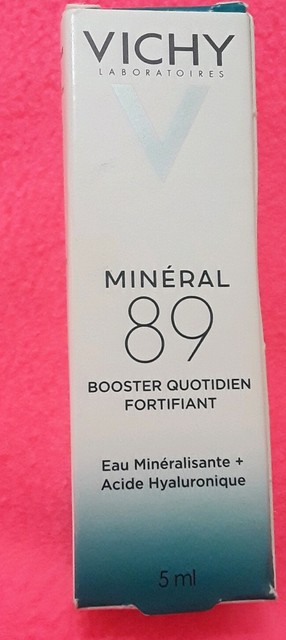 VICHY
LABORATOIRES
MINÉRAL
89
BOOSTER QUOTIDIEN
FORTIFIANT
Eau Minéralisante +
Acide Hyaluronique
5 ml